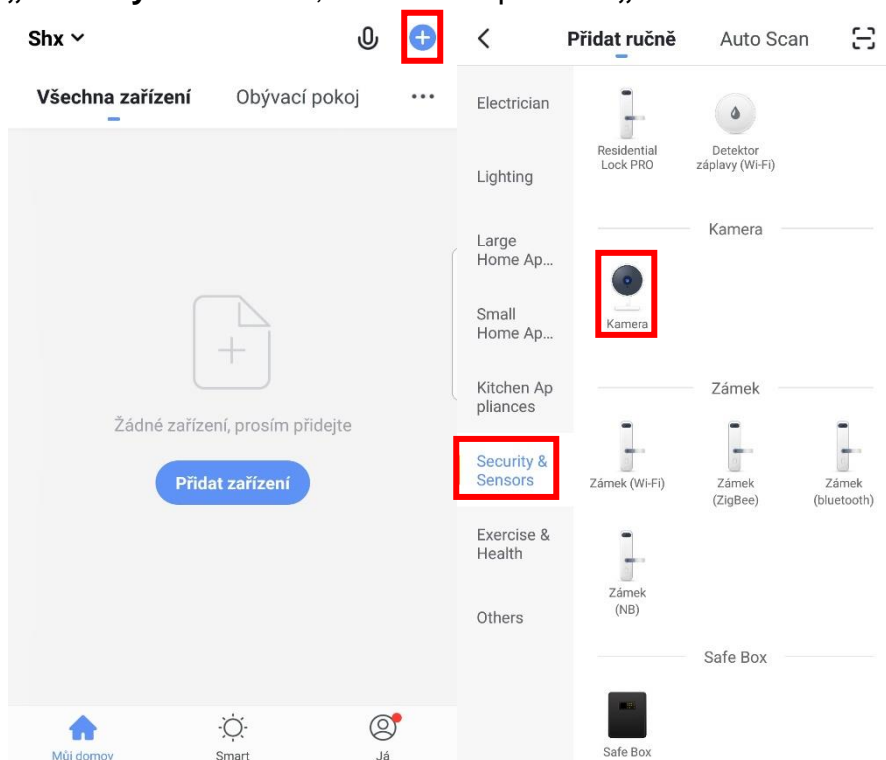 Shx
Všechna zařízení
Obývací pokoj
Žádné zařízení, prosím přidejte
Přidat zařízení
Můj domov
Smart
Já
Přidat ručně
Auto Scan
Electrician
Lighting
Large
Home Ap...
Small
Home Ap...
Kitchen Ap
pliances
Security &
Sensors
Exercise &
Health
Others
Residential
Lock PRO
Detektor
záplavy (Wi-Fi)
Kamera
Kamera
Zámek
Zámek (Wi-Fi)
Zámek
(ZigBee)
Zámek
(bluetooth)
Zámek
(NB)
Safe Box
Safe Box